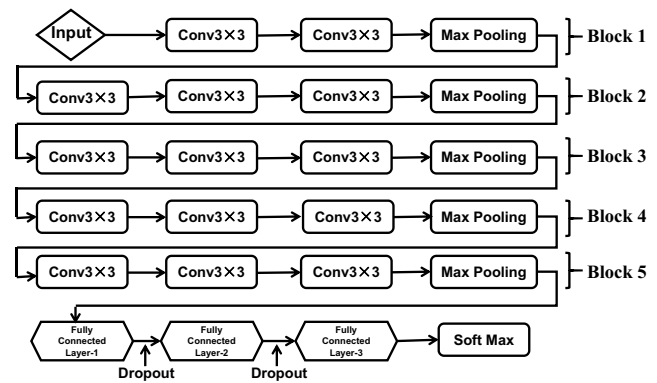 Input Conv3×3 Conv3×3 Max Pooling Block 1
Conv3×3 Conv3×3 Conv3×3 Max Pooling Block 2
Conv3×3 Conv3×3 Conv3×3 Max Pooling Block 3
Conv3×3 Conv3×3 Conv3×3 Max Pooling Block 4
Conv3×3 Conv3×3 Conv3×3 Max Pooling Block 5
Fully
Connected
Layer-1
Fully
Connected
Layer-2
Fully
Connected
Layer-3
Soft Max
Dropout Dropout